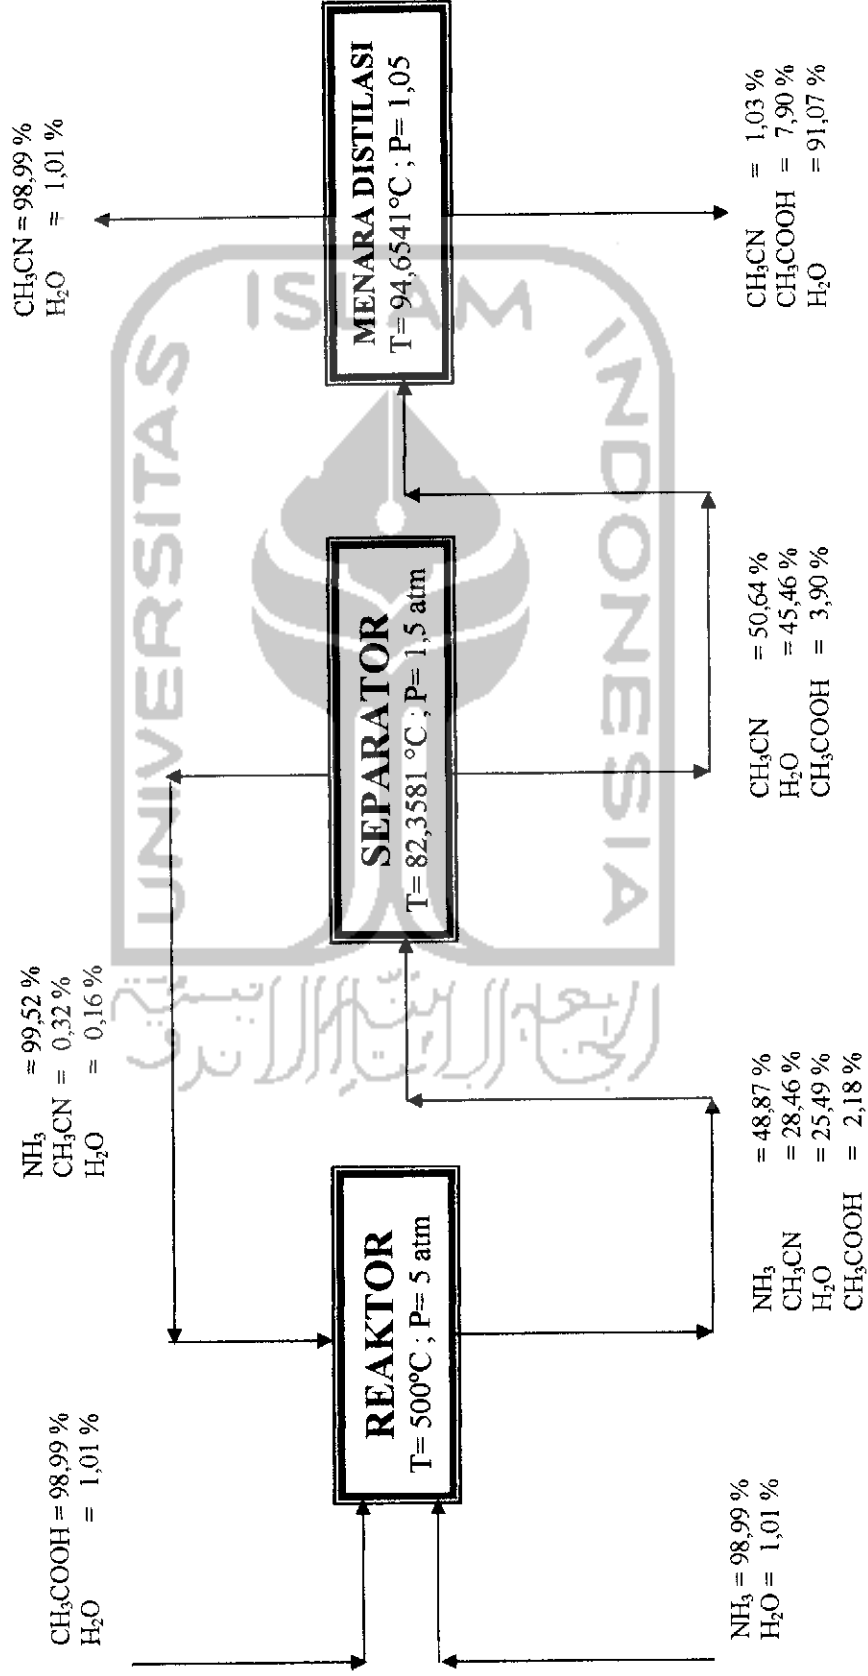 CH₃COOH = 98,99 %
H₂O = 1,01 %
NH₃ = 98,99 %
H₂O = 1,01 %
REAKTOR
T= 500°C ; P= 5 atm
NH₃ = 99,52 %
CH₃CN = 0,32 %
H₂O = 0,16 %
NH₃ = 48,87 %
CH₃CN = 28,46 %
H₂O = 25,49 %
CH₃COOH = 2,18 %
SEPARATOR
T= 82,3581 °C ; P= 1,5 atm
CH₃CN = 50,64 %
H₂O = 45,46 %
CH₃COOH = 3,90 %
MENARA DISTILASI
T= 94,6541°C ; P= 1,05
CH₃CN = 98,99 %
H₂O = 1,01 %
CH₃CN = 1,03 %
CH₃COOH = 7,90 %
H₂O = 91,07 %
UNIVERSITAS
ISLAM
INDONESIA